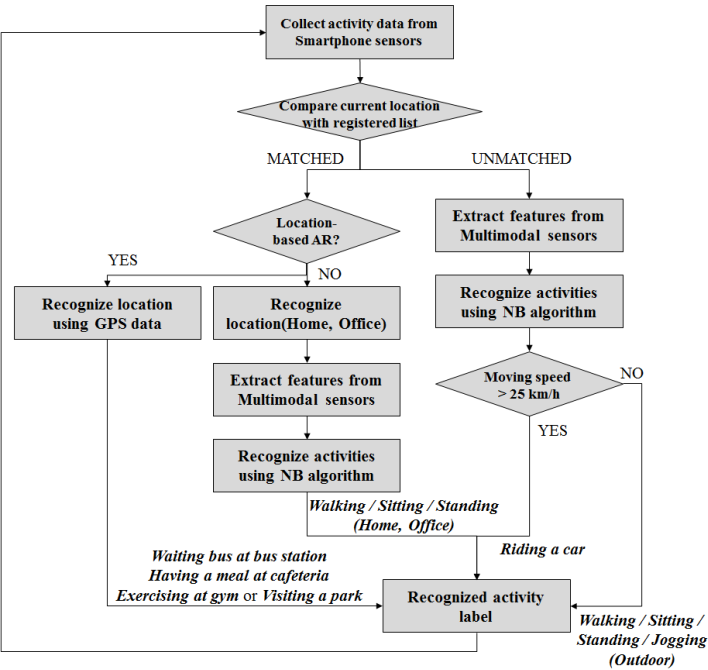 Collect activity data from
Smartphone sensors
Compare current location
with registered list
MATCHED
UNMATCHED
Location-
based AR?
Extract features from
Multimodal sensors
YES
NO
Recognize location
using GPS data
Recognize
location(Home, Office)
Recognize activities
using NB algorithm
Extract features from
Multimodal sensors
Moving speed
> 25 km/h
NO
YES
Recognize activities
using NB algorithm
Walking / Sitting / Standing
(Home, Office)
Riding a car
Waiting bus at bus station
Having a meal at cafeteria
Exercising at gym or Visiting a park
Recognized activity
label
Walking / Sitting /
Standing / Jogging
(Outdoor)